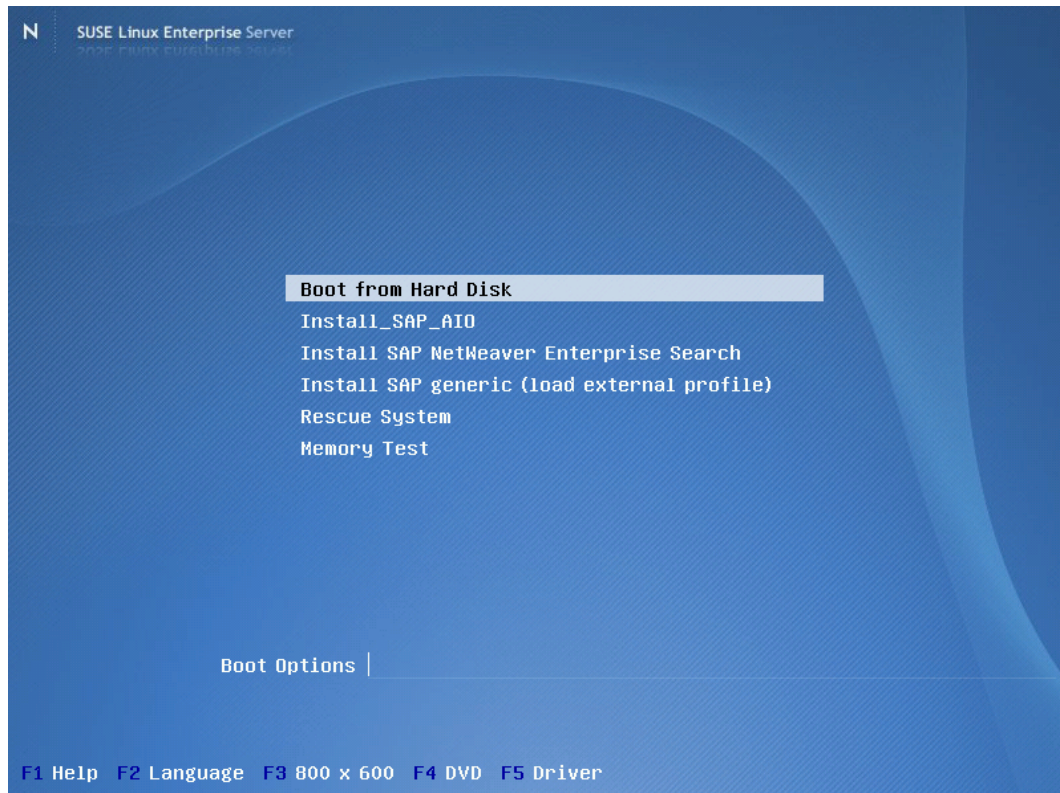 N SUSE Linux Enterprise Server
Boot from Hard Disk
Install_SAP_AIO
Install SAP NetWeaver Enterprise Search
Install SAP generic (load external profile)
Rescue System
Memory Test
Boot Options
F1 Help F2 Language F3 800 x 600 F4 DVD F5 Driver